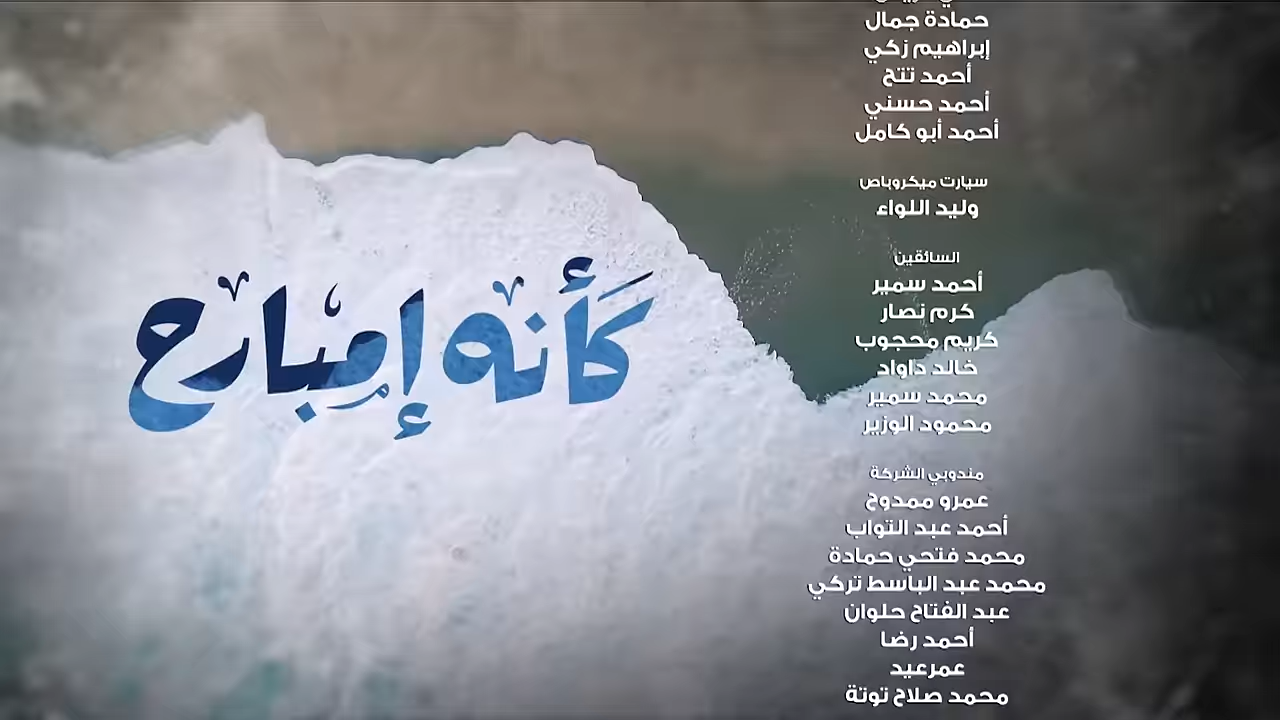 كأنه إمبارح
حمادة جمال
إبراهيم زكي
أحمد تتح
أحمد حسني
أحمد أبو كامل
سيارت ميكروباص
وليد اللواء
السائقين
أحمد سمير
كرم نصار
كريم محجوب
خالد داواد
محمد سمير
محمود الوزير
مندوبي الشركة
عمرو ممدوح
أحمد عبد التواب
محمد فتحي حمادة
محمد عبد الباسط تركي
عبد الفتاح حلوان
أحمد رضا
عمرعيد
محمد صلاح توتة